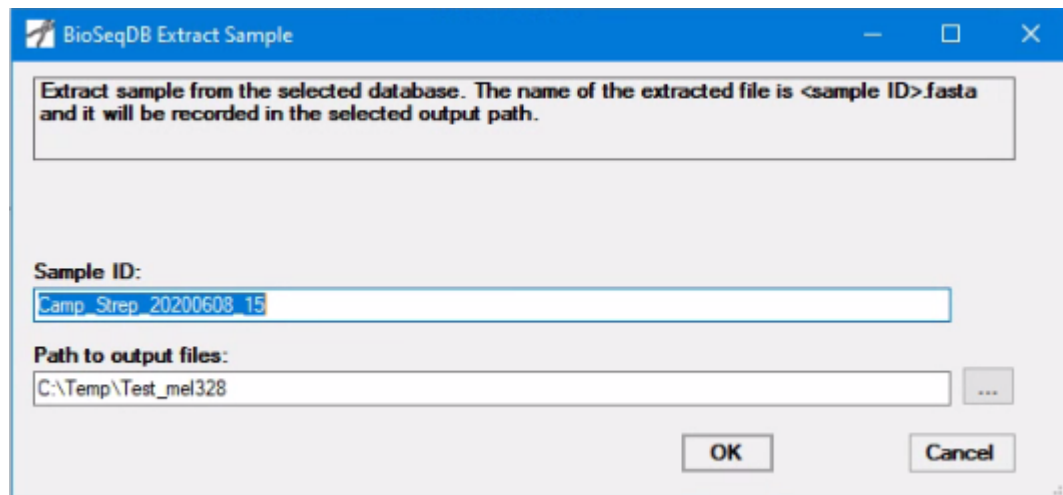 BioSeqDB Extract Sample
Extract sample from the selected database. The name of the extracted file is <sample ID>.fasta
and it will be recorded in the selected output path.
Sample ID:
Camp_Strep_20200608_15
Path to output files:
C:\Temp\Test_mel328
...
OK
Cancel